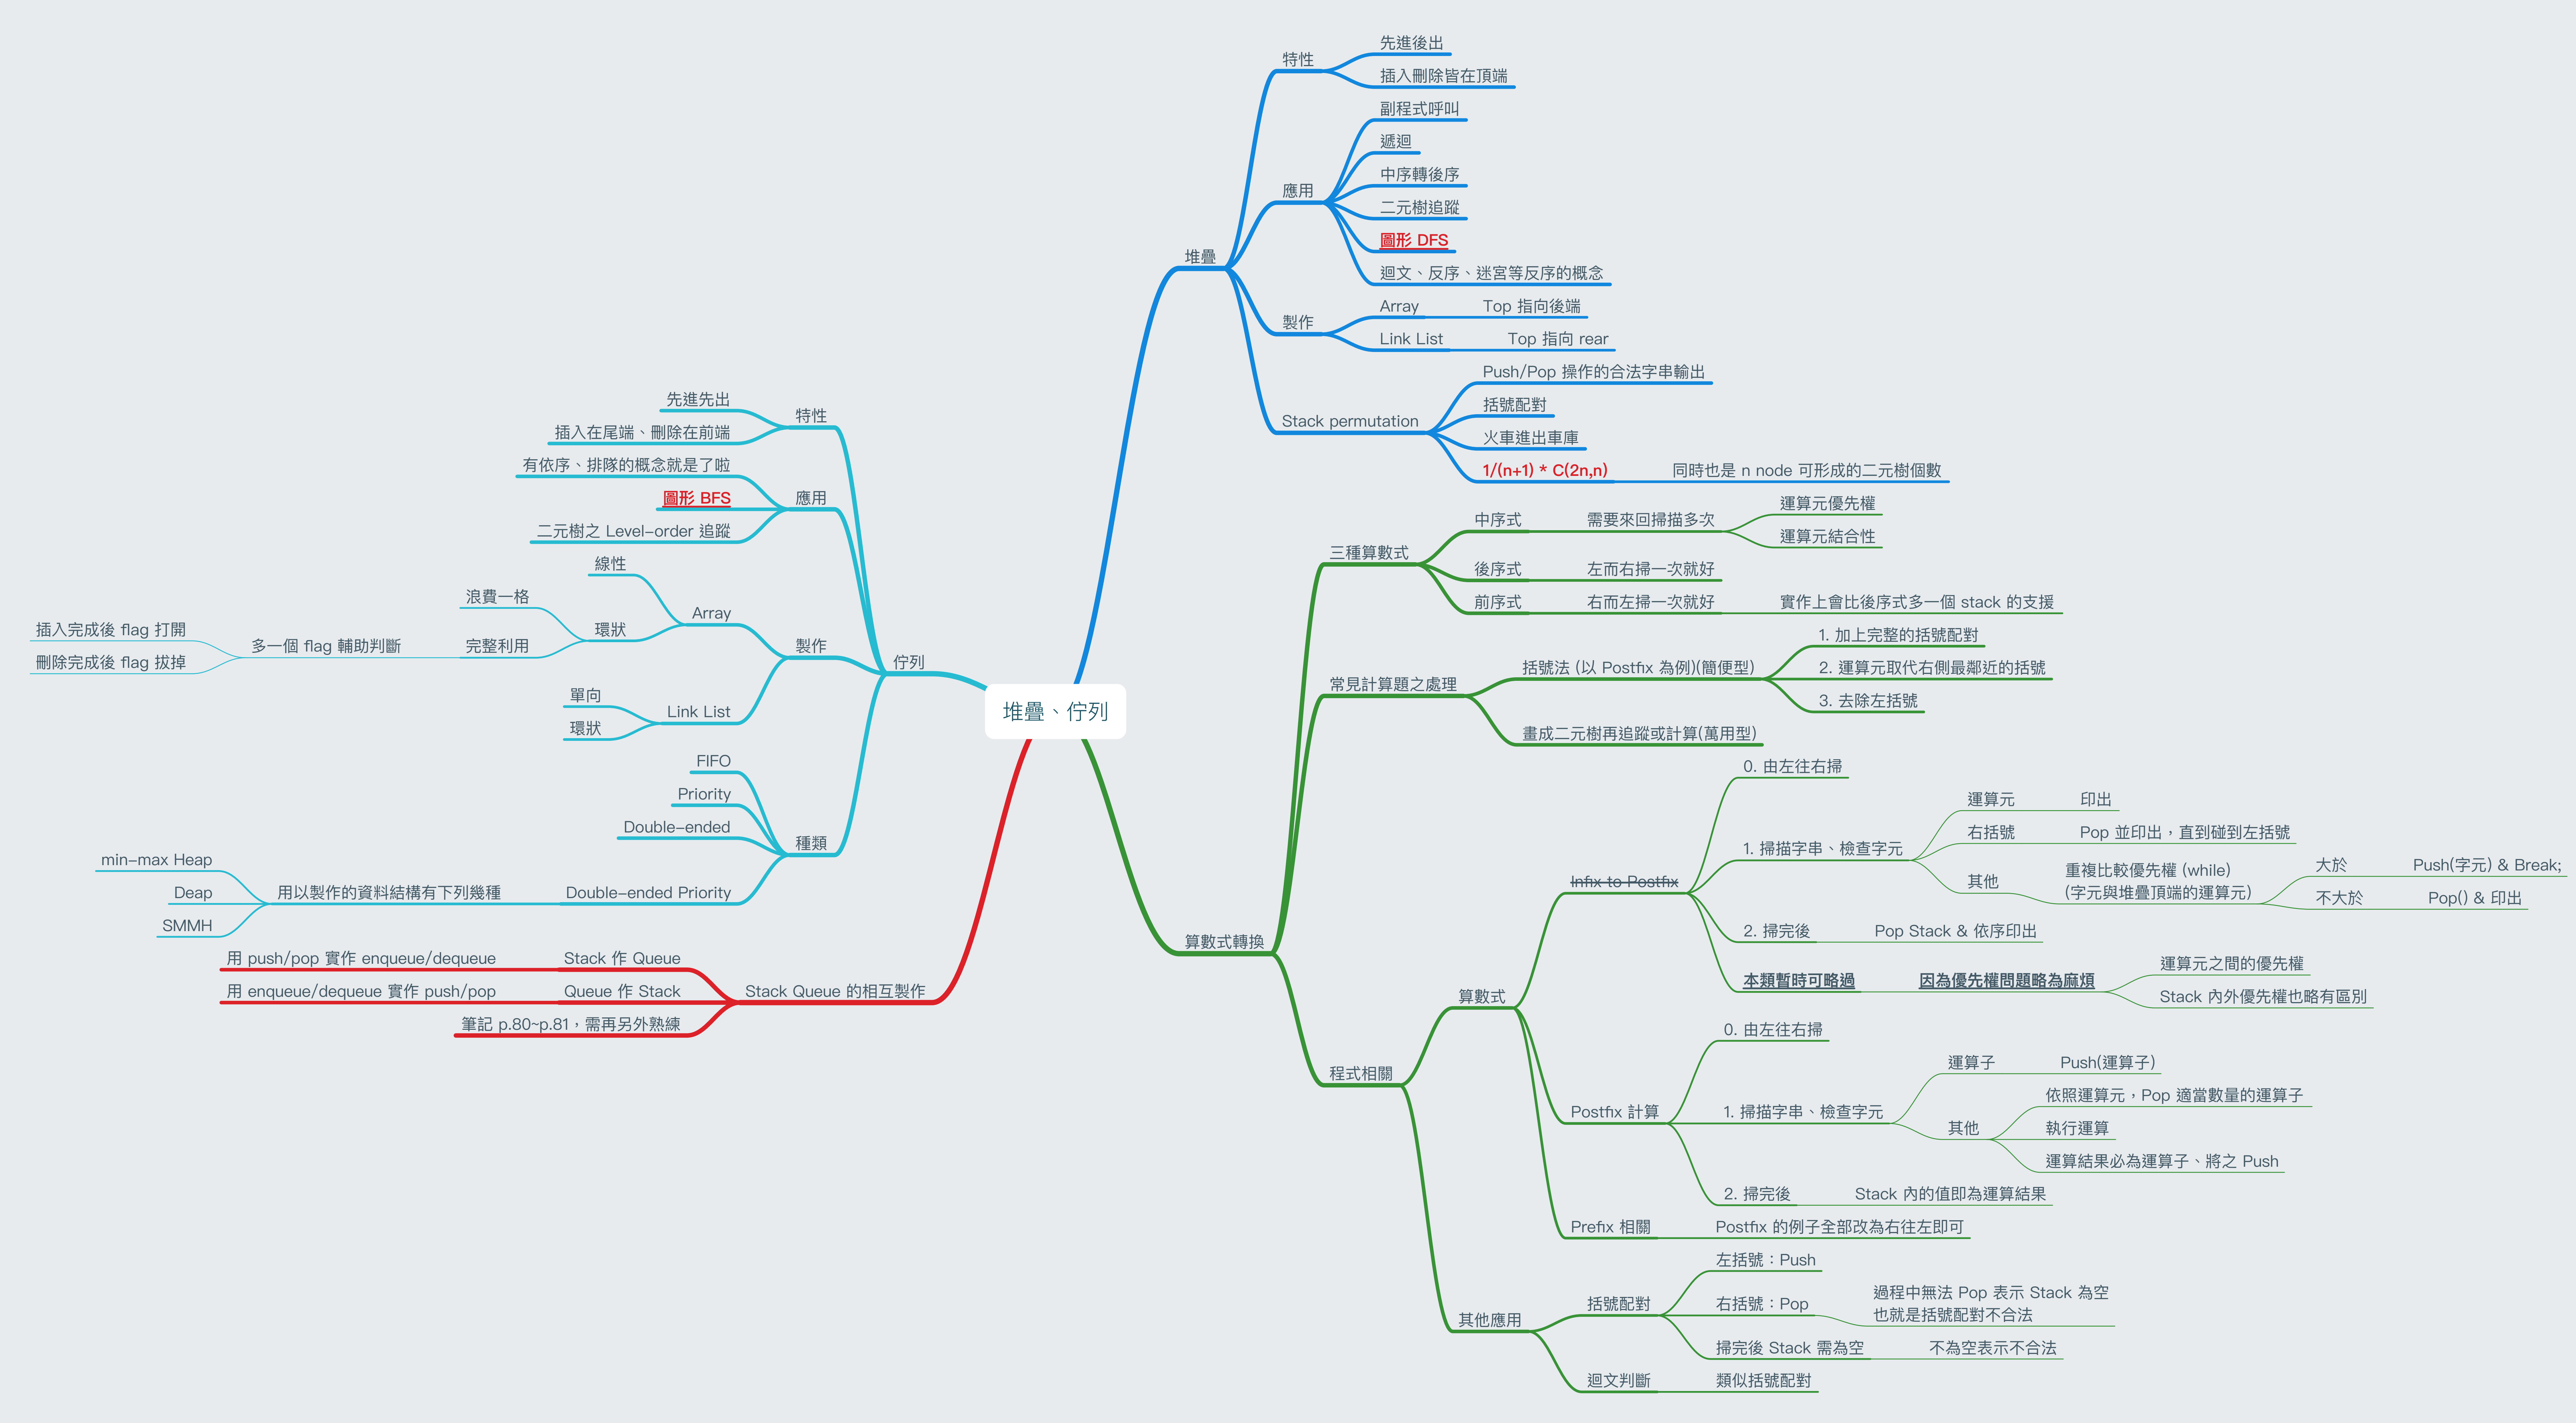 堆疊、佇列
堆疊
特性
先進後出
插入刪除皆在頂端
應用
副程式呼叫
遞迴
中序轉後序
二元樹追蹤
圖形 DFS
迴文、反序、迷宮等反序的概念
製作
Array
Top 指向後端
Link List
Top 指向 rear
Stack permutation
Push/Pop 操作的合法字串輸出
括號配對
火車進出車庫
1/(n+1) * C(2n,n)
同時也是 n node 可形成的二元樹個數
算數式轉換
三種算數式
中序式
需要來回掃描多次
運算元優先權
運算元結合性
後序式
左而右掃一次就好
前序式
右而左掃一次就好
實作上會比後序式多一個 stack 的支援
常見計算題之處理
括號法 (以 Postfix 為例)(簡便型)
1. 加上完整的括號配對
2. 運算元取代右側最鄰近的括號
3. 去除左括號
畫成二元樹再追蹤或計算(萬用型)
程式相關
算數式
Infix to Postfix
0. 由左往右掃
1. 掃描字串、檢查字元
運算元
印出
右括號
Pop 並印出，直到碰到左括號
其他
重複比較優先權 (while)
(字元與堆疊頂端的運算元)
大於
Push(字元) & Break;
不大於
Pop() & 印出
2. 掃完後
Pop Stack & 依序印出
本類暫時可略過
因為優先權問題略為麻煩
運算元之間的優先權
Stack 內外優先權也略有區別
Postfix 計算
0. 由左往右掃
1. 掃描字串、檢查字元
運算子
Push(運算子)
其他
依照運算元，Pop 適當數量的運算子
執行運算
運算結果必為運算子、將之 Push
2. 掃完後
Stack 內的值即為運算結果
Prefix 相關
Postfix 的例子全部改為右往左即可
其他應用
括號配對
左括號：Push
右括號：Pop
過程中無法 Pop 表示 Stack 為空
也就是括號配對不合法
掃完後 Stack 需為空
不為空表示不合法
迴文判斷
類似括號配對
佇列
特性
先進先出
插入在尾端、刪除在前端
應用
有依序、排隊的概念就是了啦
圖形 BFS
二元樹之 Level-order 追蹤
製作
Array
線性
環狀
浪費一格
完整利用
多一個 flag 輔助判斷
插入完成後 flag 打開
刪除完成後 flag 拔掉
Link List
單向
環狀
種類
FIFO
Priority
Double-ended
Double-ended Priority
用以製作的資料結構有下列幾種
min-max Heap
Deap
SMMH
Stack Queue 的相互製作
Stack 作 Queue
用 push/pop 實作 enqueue/dequeue
Queue 作 Stack
用 enqueue/dequeue 實作 push/pop
筆記 p.80~p.81，需再另外熟練